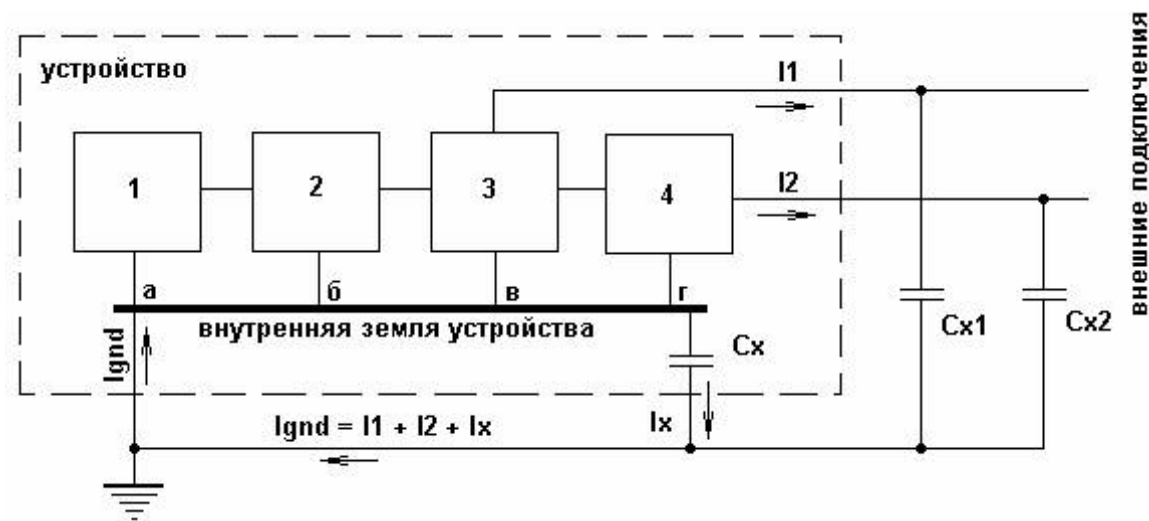 устройство
I1
I2
1
2
3
4
а
б
в
г
внутренняя земля устройства
Ignd
Cx
Cx1
Cx2
Ix
Ignd = I1 + I2 + Ix
внешние подключения